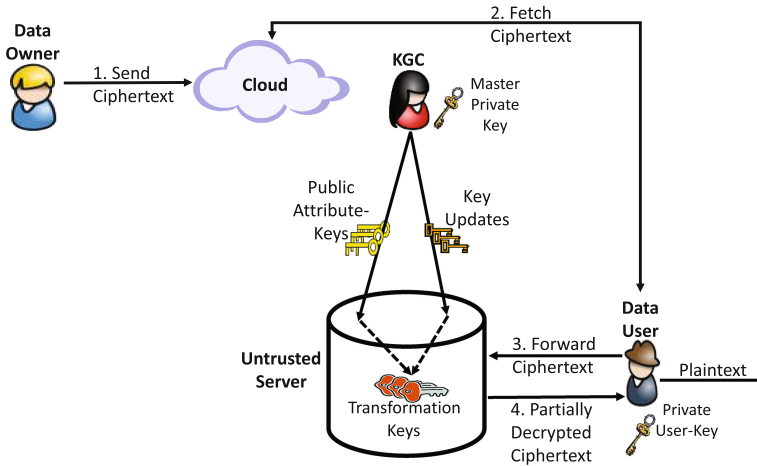 Data
Owner
1. Send
Ciphertext
Cloud
2. Fetch
Ciphertext
KGC
Master
Private
Key
Public
Attribute-
Keys
Key
Updates
Untrusted
Server
Transformation
Keys
Data
User
3. Forward
Ciphertext
Plaintext
4. Partially
Decrypted
Ciphertext
Private
User-Key